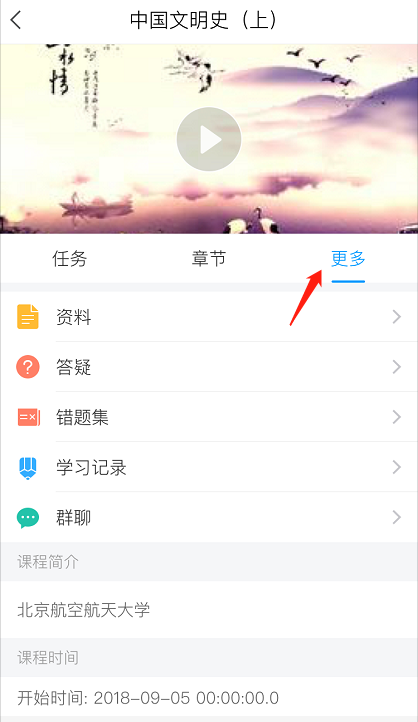 中国文明史（上）
任务
章节
更多
资料
答疑
错题集
学习记录
群聊
课程简介
北京航空航天大学
课程时间
开始时间: 2018-09-05 00:00:00.0